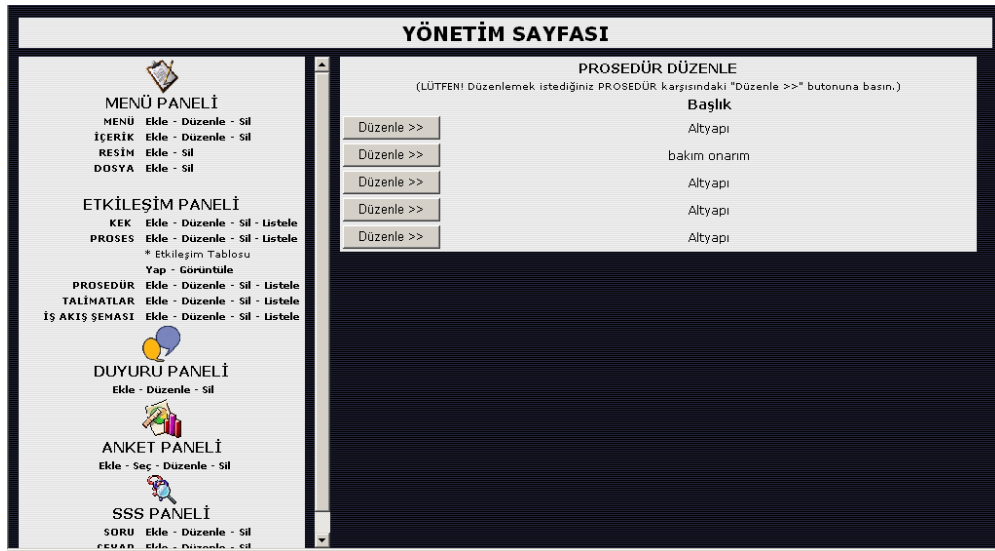 YÖNETİM SAYFASI
MENÜ PANELİ
MENÜ Ekle - Düzenle - Sil
İÇERİK Ekle - Düzenle - Sil
RESİM Ekle - Sil
DOSYA Ekle - Sil
ETKİLEŞİM PANELİ
KEK Ekle - Düzenle - Sil - Listele
PROSES Ekle - Düzenle - Sil - Listele
* Etkileşim Tablosu
Yap - Görüntüle
PROSEDÜR Ekle - Düzenle - Sil - Listele
TALİMATLAR Ekle - Düzenle - Sil - Listele
İŞ AKIŞ ŞEMASI Ekle - Düzenle - Sil - Listele
DUYURU PANELİ
Ekle - Düzenle - Sil
ANKET PANELİ
Ekle - Seç - Düzenle - Sil
SSS PANELİ
SORU Ekle - Düzenle - Sil
CEVAP Ekle - Düzenle - Sil
PROSEDÜR DÜZENLE
(LÜTFEN! Düzenlemek istediğiniz PROSEDÜR karşısındaki "Düzenle >>" butonuna basın.)
Başlık
Düzenle >> Altyapı
Düzenle >> bakım onarım
Düzenle >> Altyapı
Düzenle >> Altyapı
Düzenle >> Altyapı